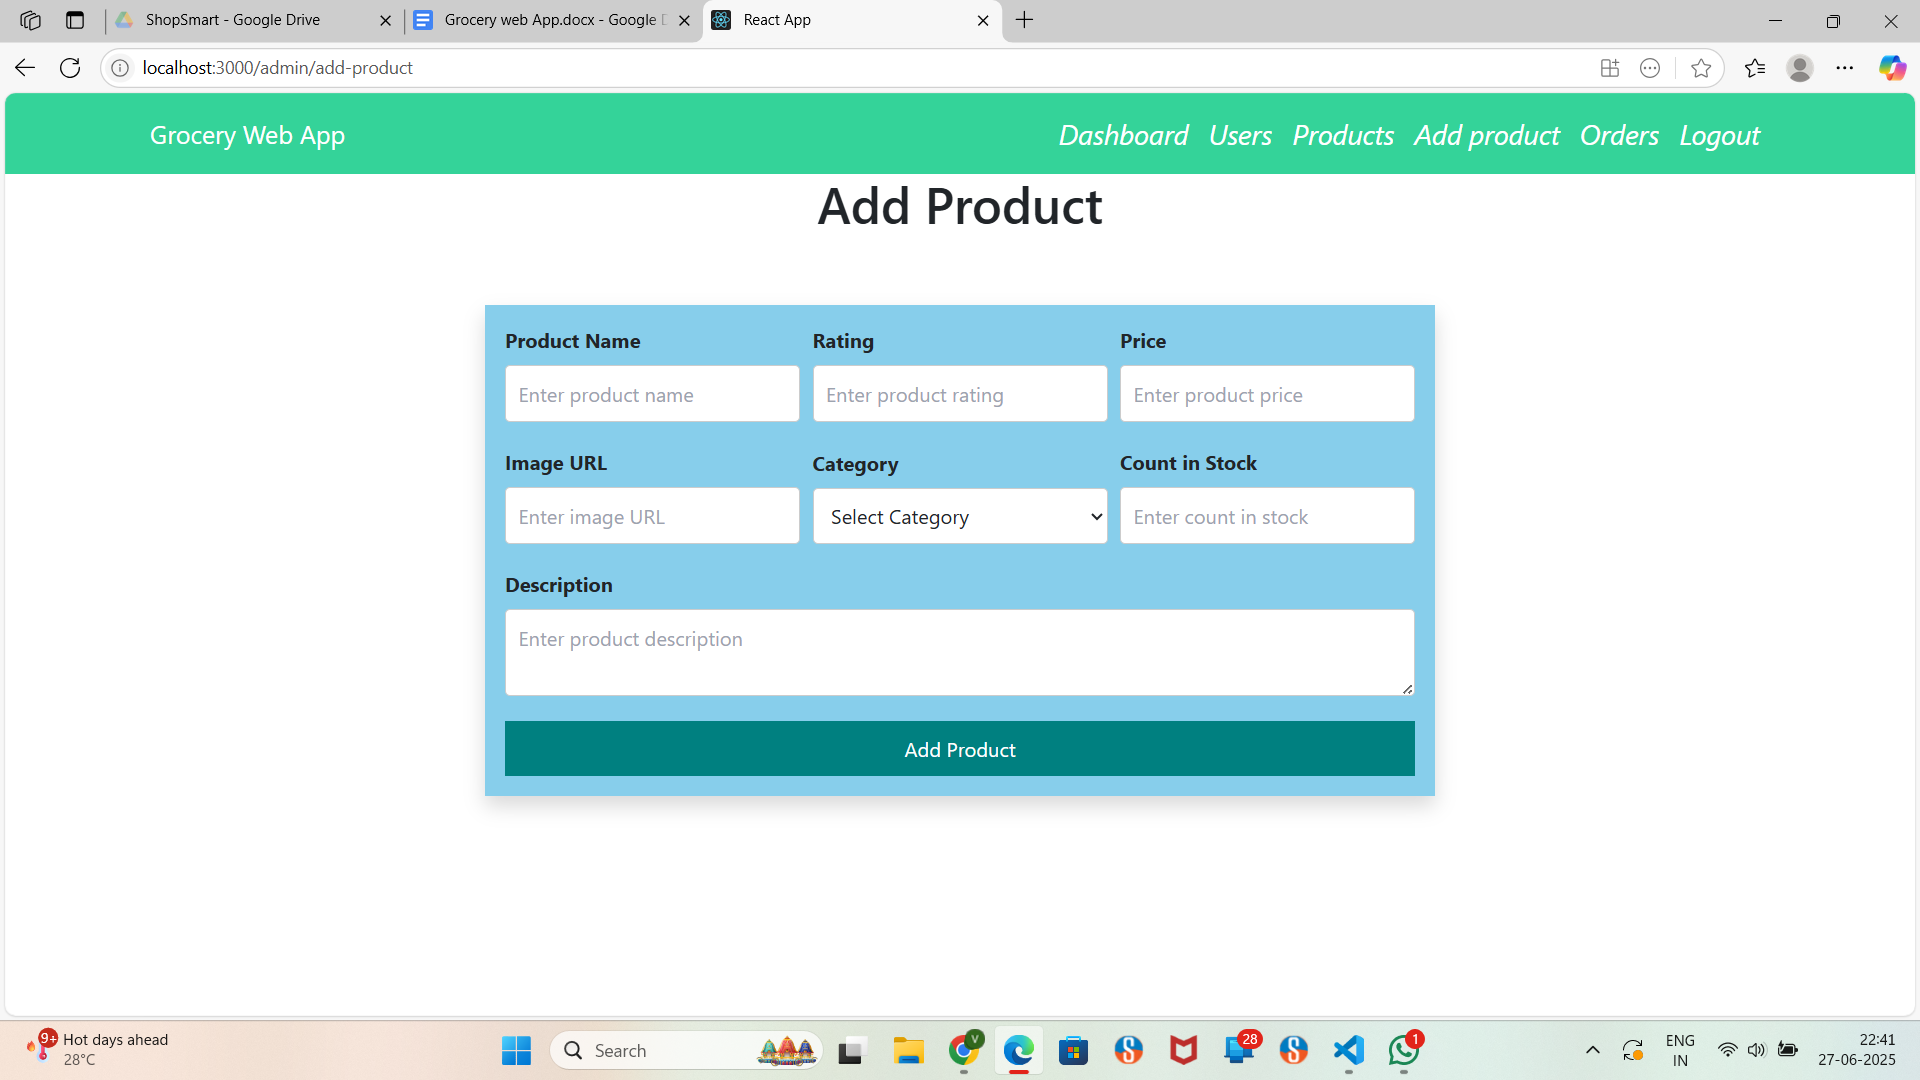 ShopSmart - Google Drive
Grocery web App.docx - Google D
React App
localhost:3000/admin/add-product
Grocery Web App
Dashboard Users Products Add product Orders Logout
Add Product
Product Name Rating Price
Enter product name Enter product rating Enter product price
Image URL Category Count in Stock
Enter image URL Select Category Enter count in stock
Description
Enter product description
Add Product
9+ Hot days ahead
28°C
Search
V
28
1
ENG
IN
22:41
27-06-2025